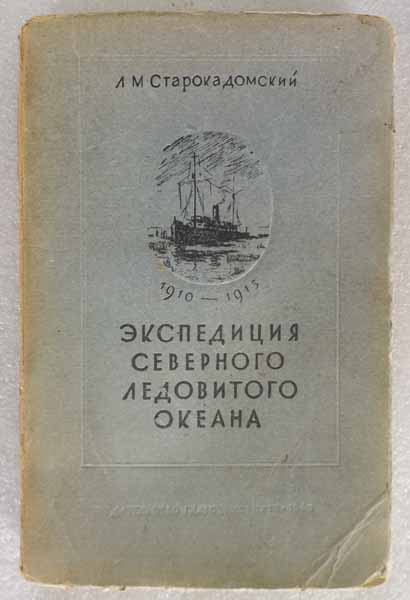 Л М Старокадомский
1910 — 1915
ЭКСПЕДИЦИЯ
СЕВЕРНОГО
ЛЕДОВИТОГО
ОКЕАНА